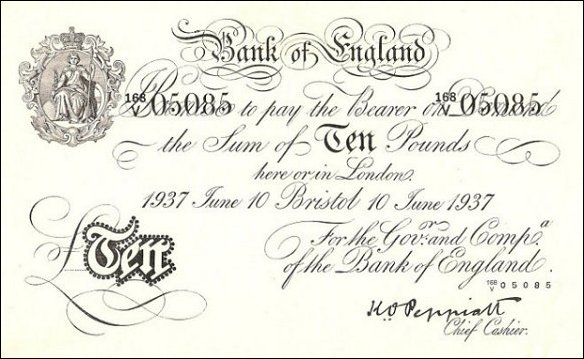 Bank of England
168/V 05085 168/V 05085
to pay the Bearer on Demand
the Sum of Ten Pounds
here or in London.
1937 June 10 Bristol 10 June 1937
For the Govr. and Compa.
of the Bank of England.
168/V 05085
£Ten
K O Peppiatt
Chief Cashier.